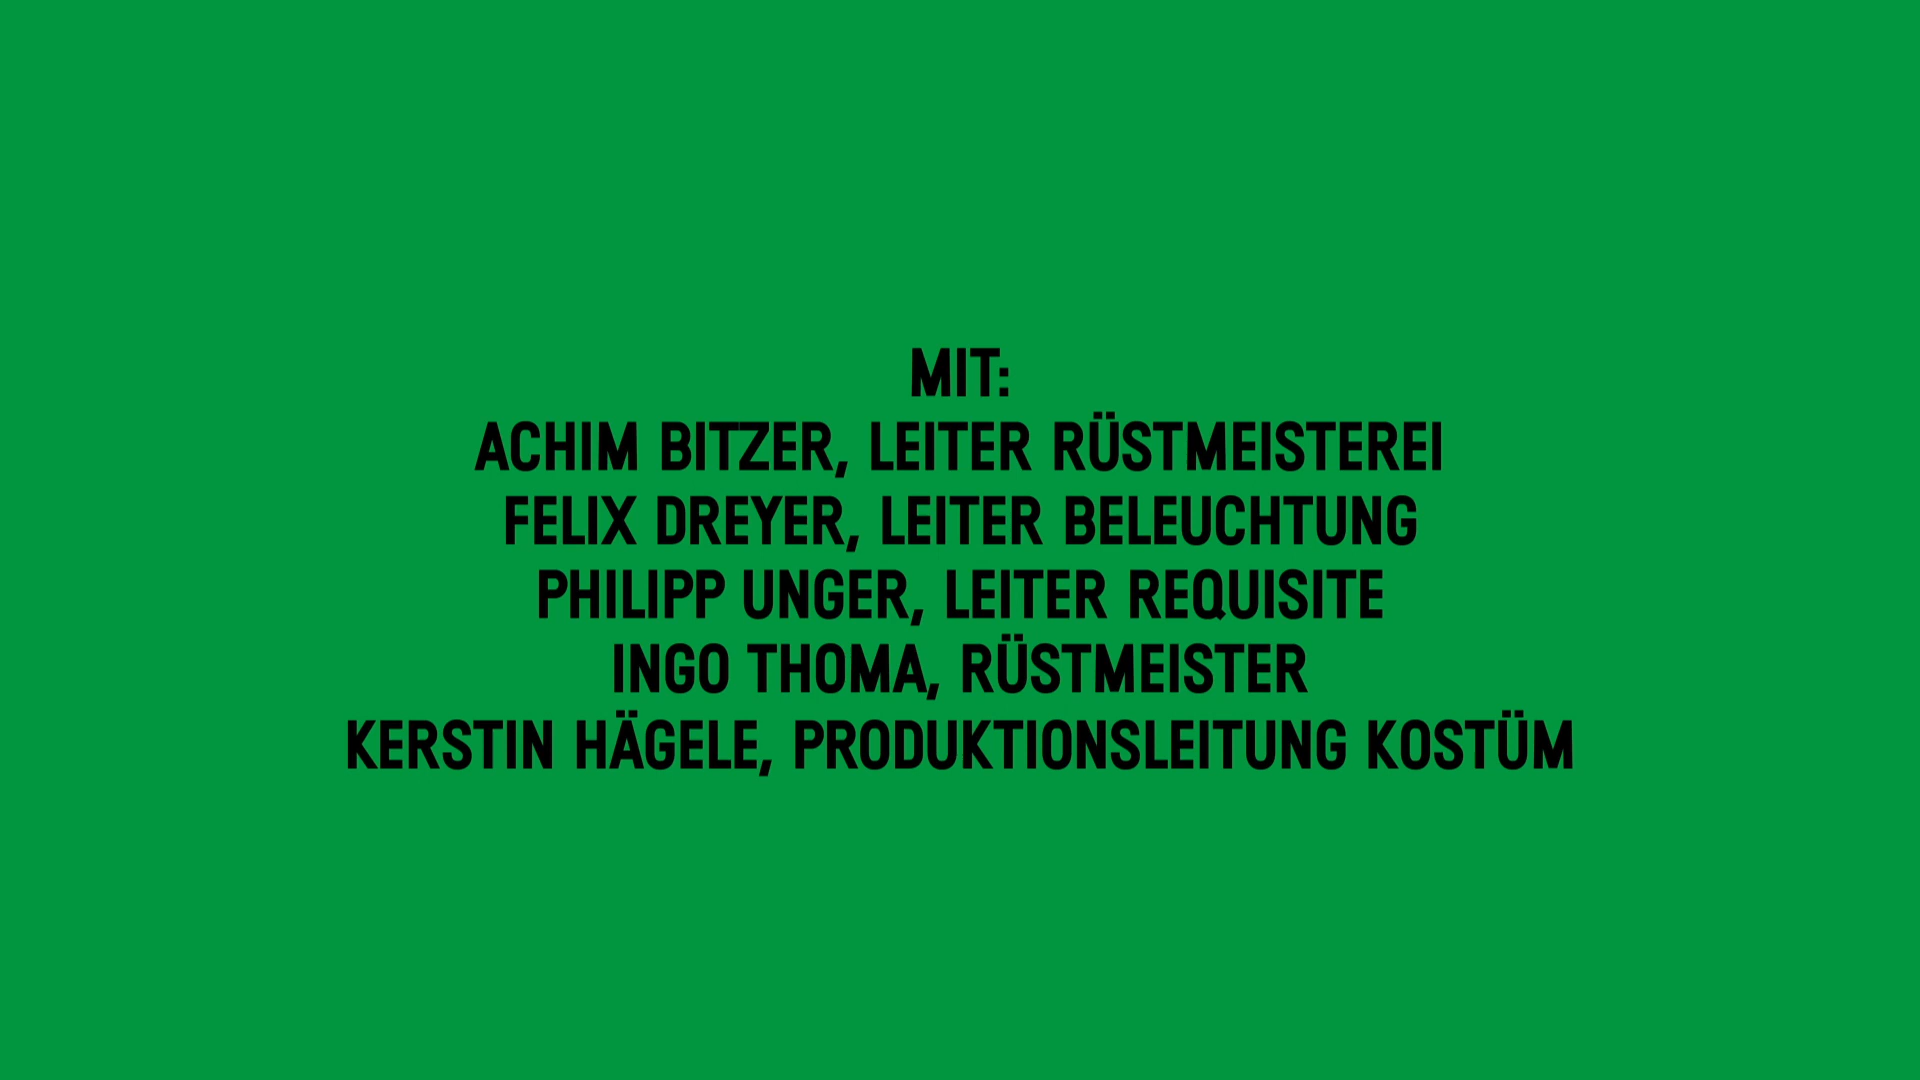 MIT:
ACHIM BITZER, LEITER RÜSTMEISTEREI
FELIX DREYER, LEITER BELEUCHTUNG
PHILIPP UNGER, LEITER REQUISITE
INGO THOMA, RÜSTMEISTER
KERSTIN HÄGELE, PRODUKTIONSLEITUNG KOSTÜM